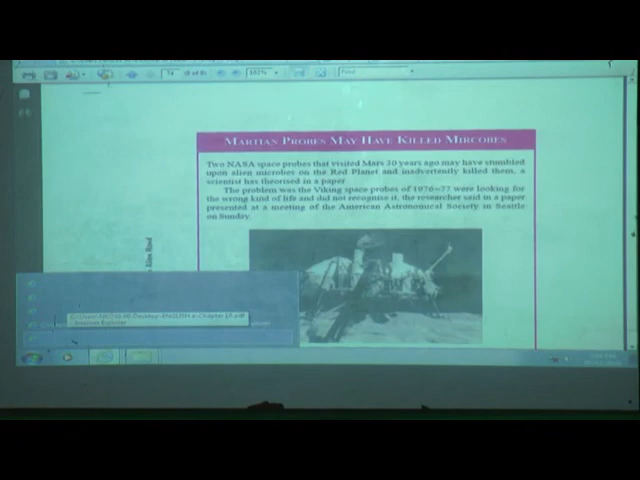 MARTIAN PROBES MAY HAVE KILLED MIRCOBES
Two NASA space probes that visited Mars 30 years ago may have stumbled
upon alien microbes on the Red Planet and inadvertently killed them, a
scientist has theorised in a paper
The problem was the Viking space probes of 1976–77 were looking for
the wrong kind of life and did not recognise it, the researcher said in a paper
presented at a meeting of the American Astronomical Society in Seattle
on Sunday.
Internet Explorer